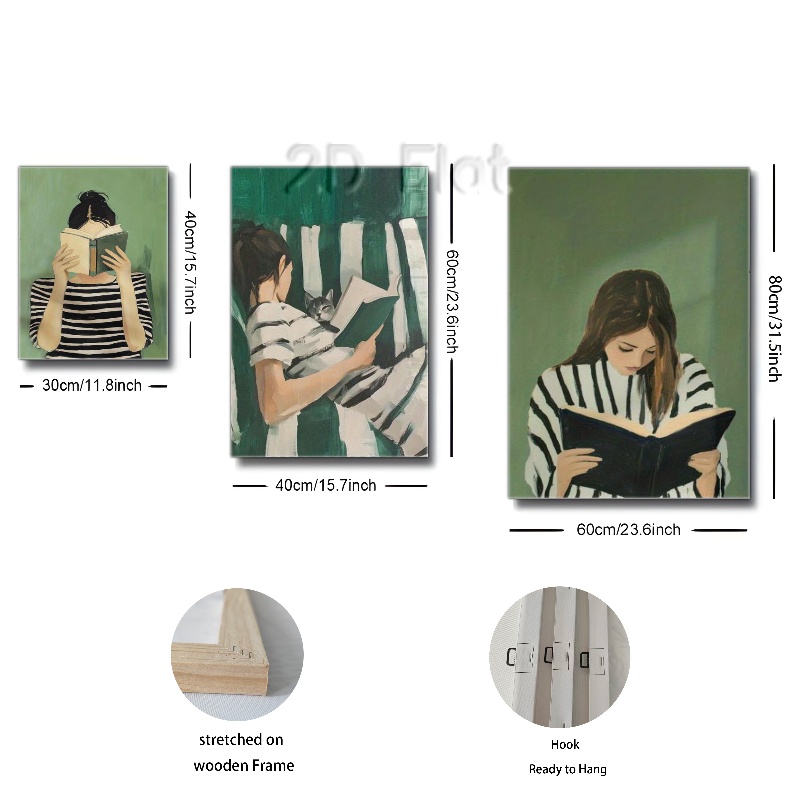 2D Flat
40cm/15.7inch
60cm/23.6inch
80cm/31.5inch
30cm/11.8inch
40cm/15.7inch
60cm/23.6inch
stretched on
wooden Frame
Hook
Ready to Hang